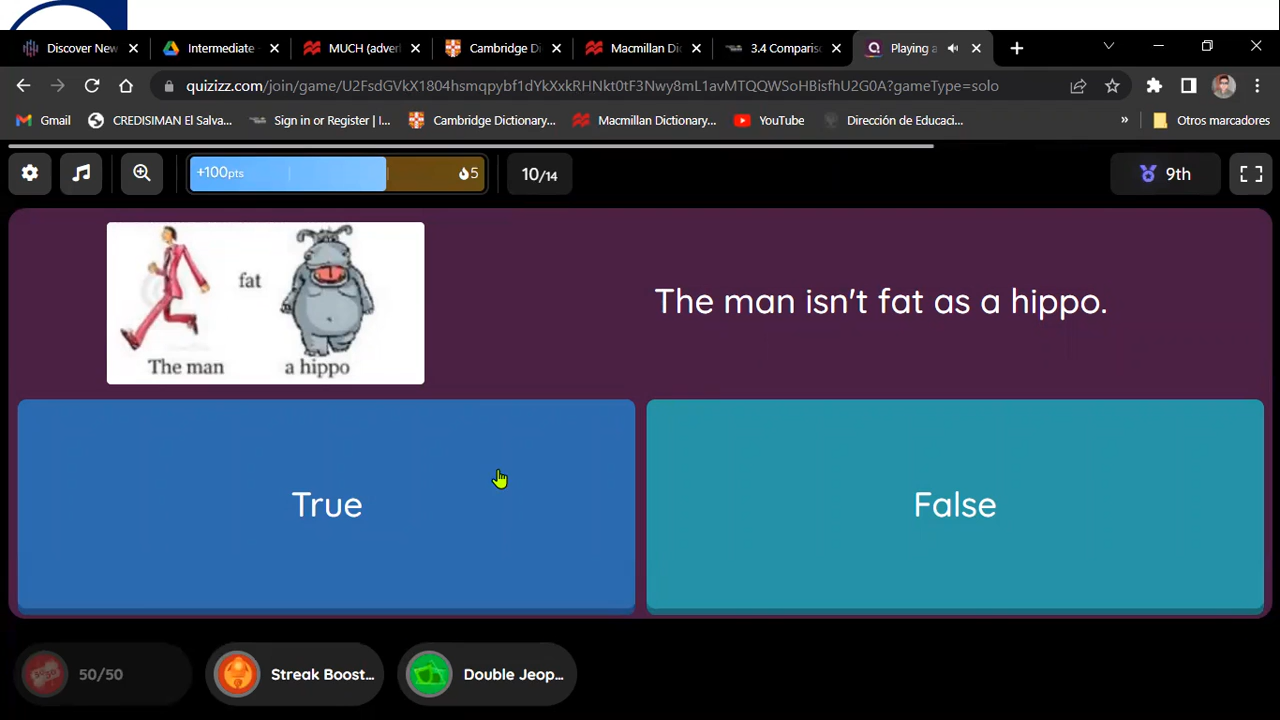 Discover New
Intermediate -
MUCH (adver
Cambridge Di
Macmillan Dic
3.4 Comparis
Playing a
quizizz.com/join/game/U2FsdGVkX1804hsmqpybf1dYkXxkRHNkt0tF3Nwy8mL1avMTQQWSoHBisfhU2G0A?gameType=solo
Gmail
CREDISIMAN El Salva...
Sign in or Register | I...
Cambridge Dictionary...
Macmillan Dictionary...
YouTube
Dirección de Educaci...
»
Otros marcadores
+100pts
5
10/14
9th
fat
The man
a hippo
The man isn't fat as a hippo.
True
False
50/50
Streak Boost...
Double Jeop...